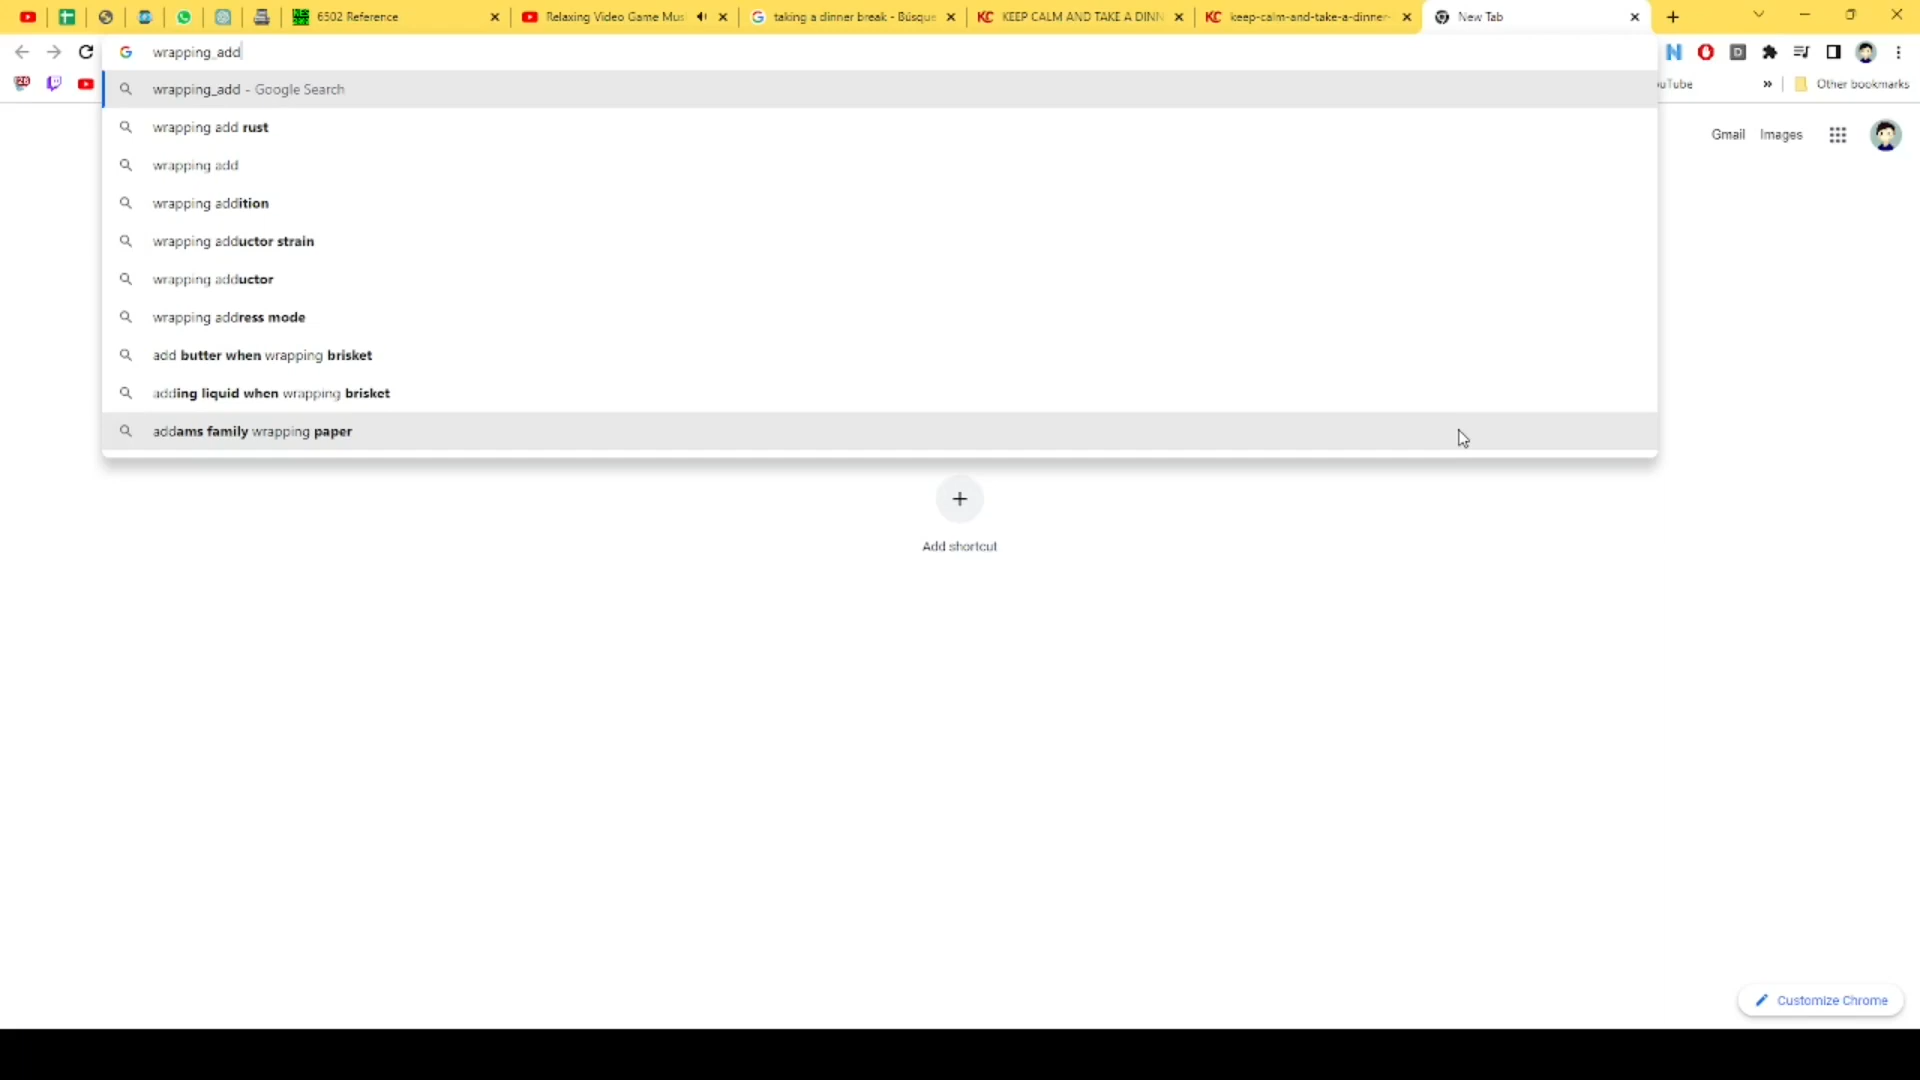 6502 Reference
Relaxing Video Game Mus
taking a dinner break - Búsque
KEEP CALM AND TAKE A DINN
keep-calm-and-take-a-dinner-
New Tab
wrapping_add
wrapping_add - Google Search
wrapping add rust
wrapping add
wrapping addition
wrapping adductor strain
wrapping adductor
wrapping address mode
add butter when wrapping brisket
adding liquid when wrapping brisket
addams family wrapping paper
uTube
»
Other bookmarks
Gmail
Images
Add shortcut
Customize Chrome